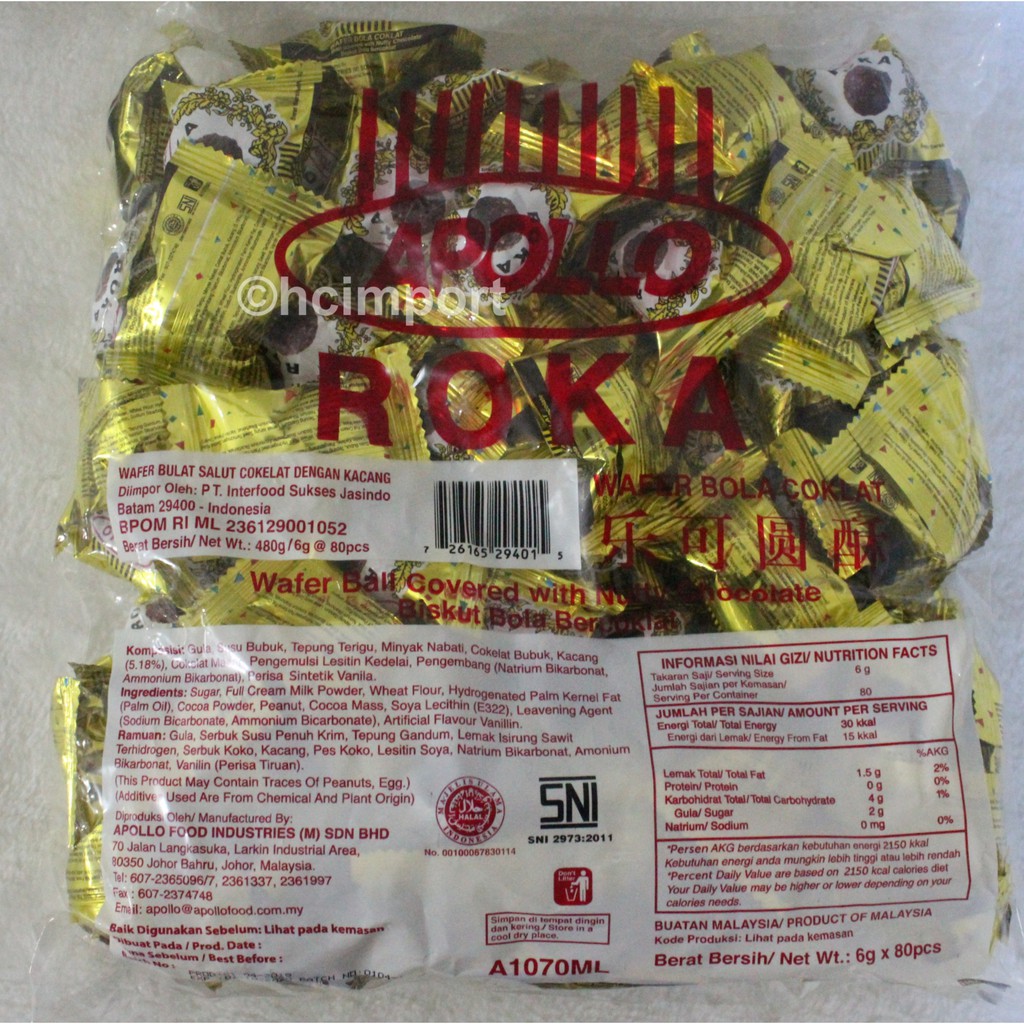 APOLLO
©hcimport
ROKA
WAFER BULAT SALUT COKELAT DENGAN KACANG
Diimpor Oleh: PT. Interfood Sukses Jasindo
Batam 29400 - Indonesia
BPOM RI ML 236129001052
Berat Bersih/ Net Wt.: 480g/6g @ 80pcs
7 26165 29401 5
WAFER BOLA COKLAT
乐可圆酥
Wafer Ball Covered with Nutty Chocolate
Biskut Bola Bercoklat
Komposisi: Gula, Susu Bubuk, Tepung Terigu, Minyak Nabati, Cokelat Bubuk, Kacang
(5.18%), Cokelat Pengemulsi Lesitin Kedelai, Pengembang (Natrium Bikarbonat,
Ammonium Bikarbonat), Perisa Sintetik Vanila.
Ingredients: Sugar, Full Cream Milk Powder, Wheat Flour, Hydrogenated Palm Kernel Fat
(Palm Oil), Cocoa Powder, Peanut, Cocoa Mass, Soya Lecithin (E322), Leavening Agent
(Sodium Bicarbonate, Ammonium Bicarbonate), Artificial Flavour Vanillin.
Ramuan: Gula, Serbuk Susu Penuh Krim, Tepung Gandum, Lemak Isirung Sawit
Terhidrogen, Serbuk Koko, Kacang, Pes Koko, Lesitin Soya, Natrium Bikarbonat, Amonium
Bikarbonat, Vanilin (Perisa Tiruan).
(This Product May Contain Traces Of Peanuts, Egg.)
(Additives Used Are From Chemical And Plant Origin)
Diproduksi Oleh/ Manufactured By:
APOLLO FOOD INDUSTRIES (M) SDN BHD
70 Jalan Langkasuka, Larkin Industrial Area,
80350 Johor Bahru, Johor, Malaysia.
Tel: 607-2365096/7, 2361337, 2361997
Fax : 607-2374748
Email: apollo@apollofood.com.my
Baik Digunakan Sebelum: Lihat pada kemasan
Dibuat Pada / Prod. Date :
Sebelum / Best Before :
MAJELIS ULAMA
HALAL
INDONESIA
No. 00100067830114
SNI
SNI 2973:2011
Don't Litter
Simpan di tempat dingin
dan kering./ Store in a
cool dry place.
A1070ML
INFORMASI NILAI GIZI/ NUTRITION FACTS
Takaran Saji/ Serving Size 6 g
Jumlah Sajian per Kemasan/
Serving Per Container 80
JUMLAH PER SAJIAN/ AMOUNT PER SERVING
Energi Total/ Total Energy 30 kkal
Energi dari Lemak/ Energy From Fat 15 kkal
%AKG
Lemak Total/ Total Fat 1.5 g 2%
Protein/ Protein 0 g 0%
Karbohidrat Total/ Total Carbohydrate 4 g 1%
Gula/ Sugar 2 g
Natrium/ Sodium 0 mg 0%
*Persen AKG berdasarkan kebutuhan energi 2150 kkal
Kebutuhan energi anda mungkin lebih tinggi atau lebih rendah
*Percent Daily Value are based on 2150 kcal calories diet
Your Daily Value may be higher or lower depending on your
calories needs.
BUATAN MALAYSIA/ PRODUCT OF MALAYSIA
Kode Produksi: Lihat pada kemasan
Berat Bersih/ Net Wt.: 6g x 80pcs